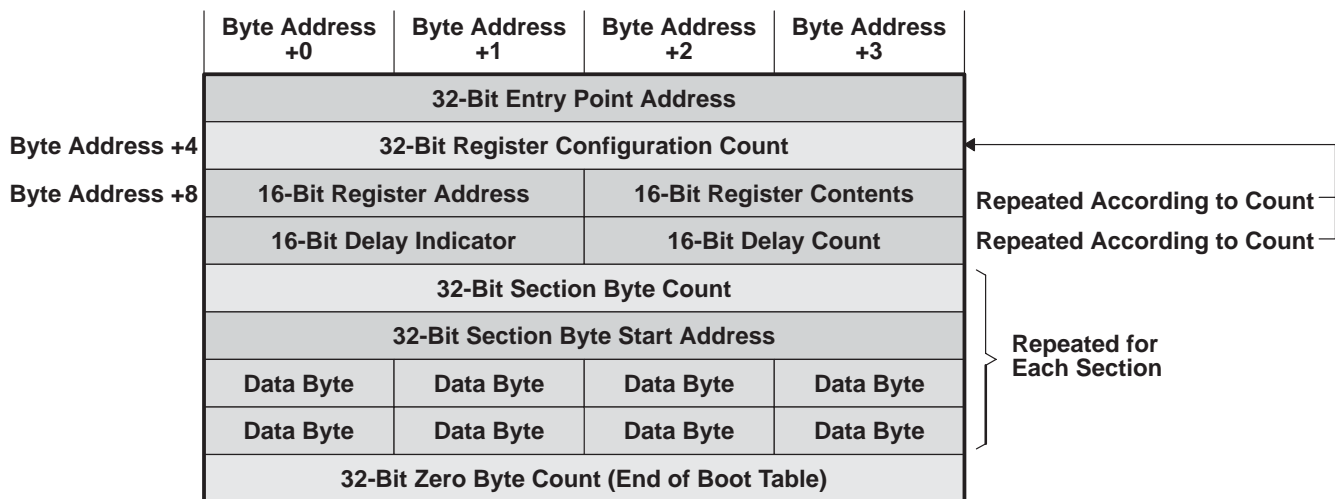 Byte Address +0 Byte Address +1 Byte Address +2 Byte Address +3
32-Bit Entry Point Address
Byte Address +4 32-Bit Register Configuration Count
Byte Address +8 16-Bit Register Address 16-Bit Register Contents Repeated According to Count
16-Bit Delay Indicator 16-Bit Delay Count Repeated According to Count
32-Bit Section Byte Count
32-Bit Section Byte Start Address
Repeated for Each Section
Data Byte Data Byte Data Byte Data Byte
Data Byte Data Byte Data Byte Data Byte
32-Bit Zero Byte Count (End of Boot Table)